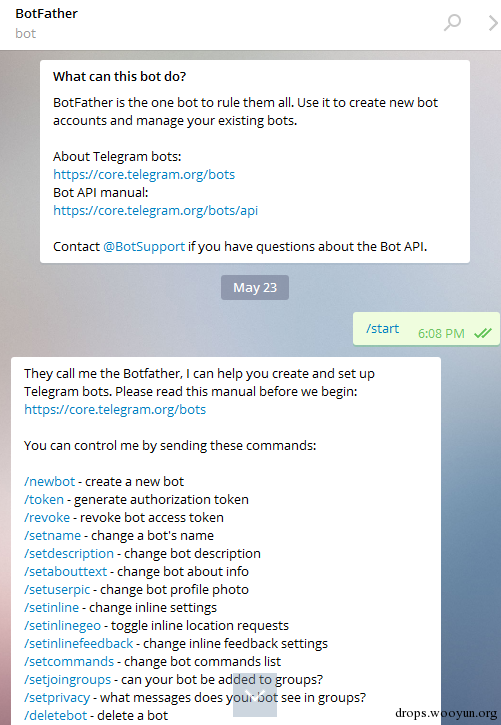 BotFather
bot
What can this bot do?
BotFather is the one bot to rule them all. Use it to create new bot
accounts and manage your existing bots.
About Telegram bots:
https://core.telegram.org/bots
Bot API manual:
https://core.telegram.org/bots/api
Contact @BotSupport if you have questions about the Bot API.
May 23
/start 6:08 PM
They call me the Botfather, I can help you create and set up
Telegram bots. Please read this manual before we begin:
https://core.telegram.org/bots
You can control me by sending these commands:
/newbot - create a new bot
/token - generate authorization token
/revoke - revoke bot access token
/setname - change a bot's name
/setdescription - change bot description
/setabouttext - change bot about info
/setuserpic - change bot profile photo
/setinline - change inline settings
/setinlinegeo - toggle inline location requests
/setinlinefeedback - change inline feedback settings
/setcommands - change bot commands list
/setjoingroups - can your bot be added to groups?
/setprivacy - what messages does your bot see in groups?
/deletebot - delete a bot
drops.wooyun.org